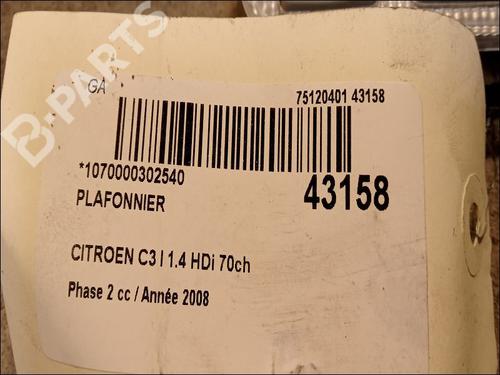 B-PARTS
GA
75120401 43158
*1070000302540
43158
PLAFONNIER
CITROEN C3 I 1.4 HDi 70ch
Phase 2 cc / Année 2008